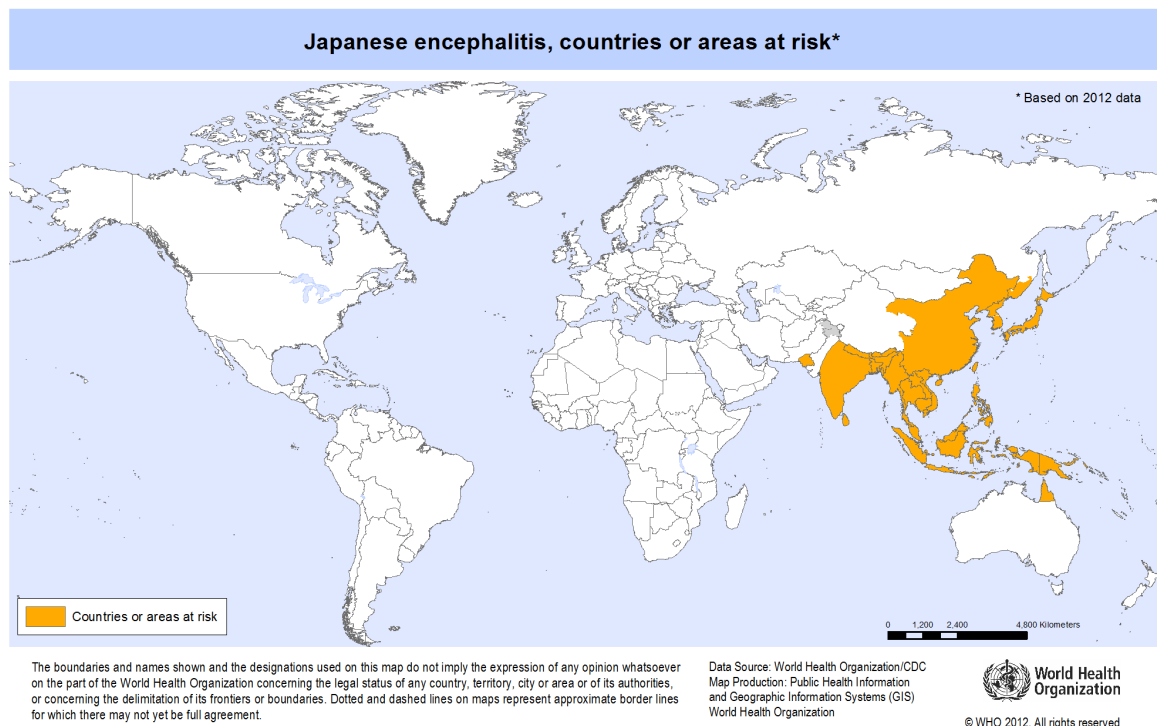 Japanese encephalitis, countries or areas at risk*
* Based on 2012 data
Countries or areas at risk
0 1,200 2,400 4,800 Kilometers
The boundaries and names shown and the designations used on this map do not imply the expression of any opinion whatsoever
on the part of the World Health Organization concerning the legal status of any country, territory, city or area or of its authorities,
or concerning the delimitation of its frontiers or boundaries. Dotted and dashed lines on maps represent approximate border lines
for which there may not yet be full agreement.
Data Source: World Health Organization/CDC
Map Production: Public Health Information
and Geographic Information Systems (GIS)
World Health Organization
World Health
Organization
© WHO 2012. All rights reserved